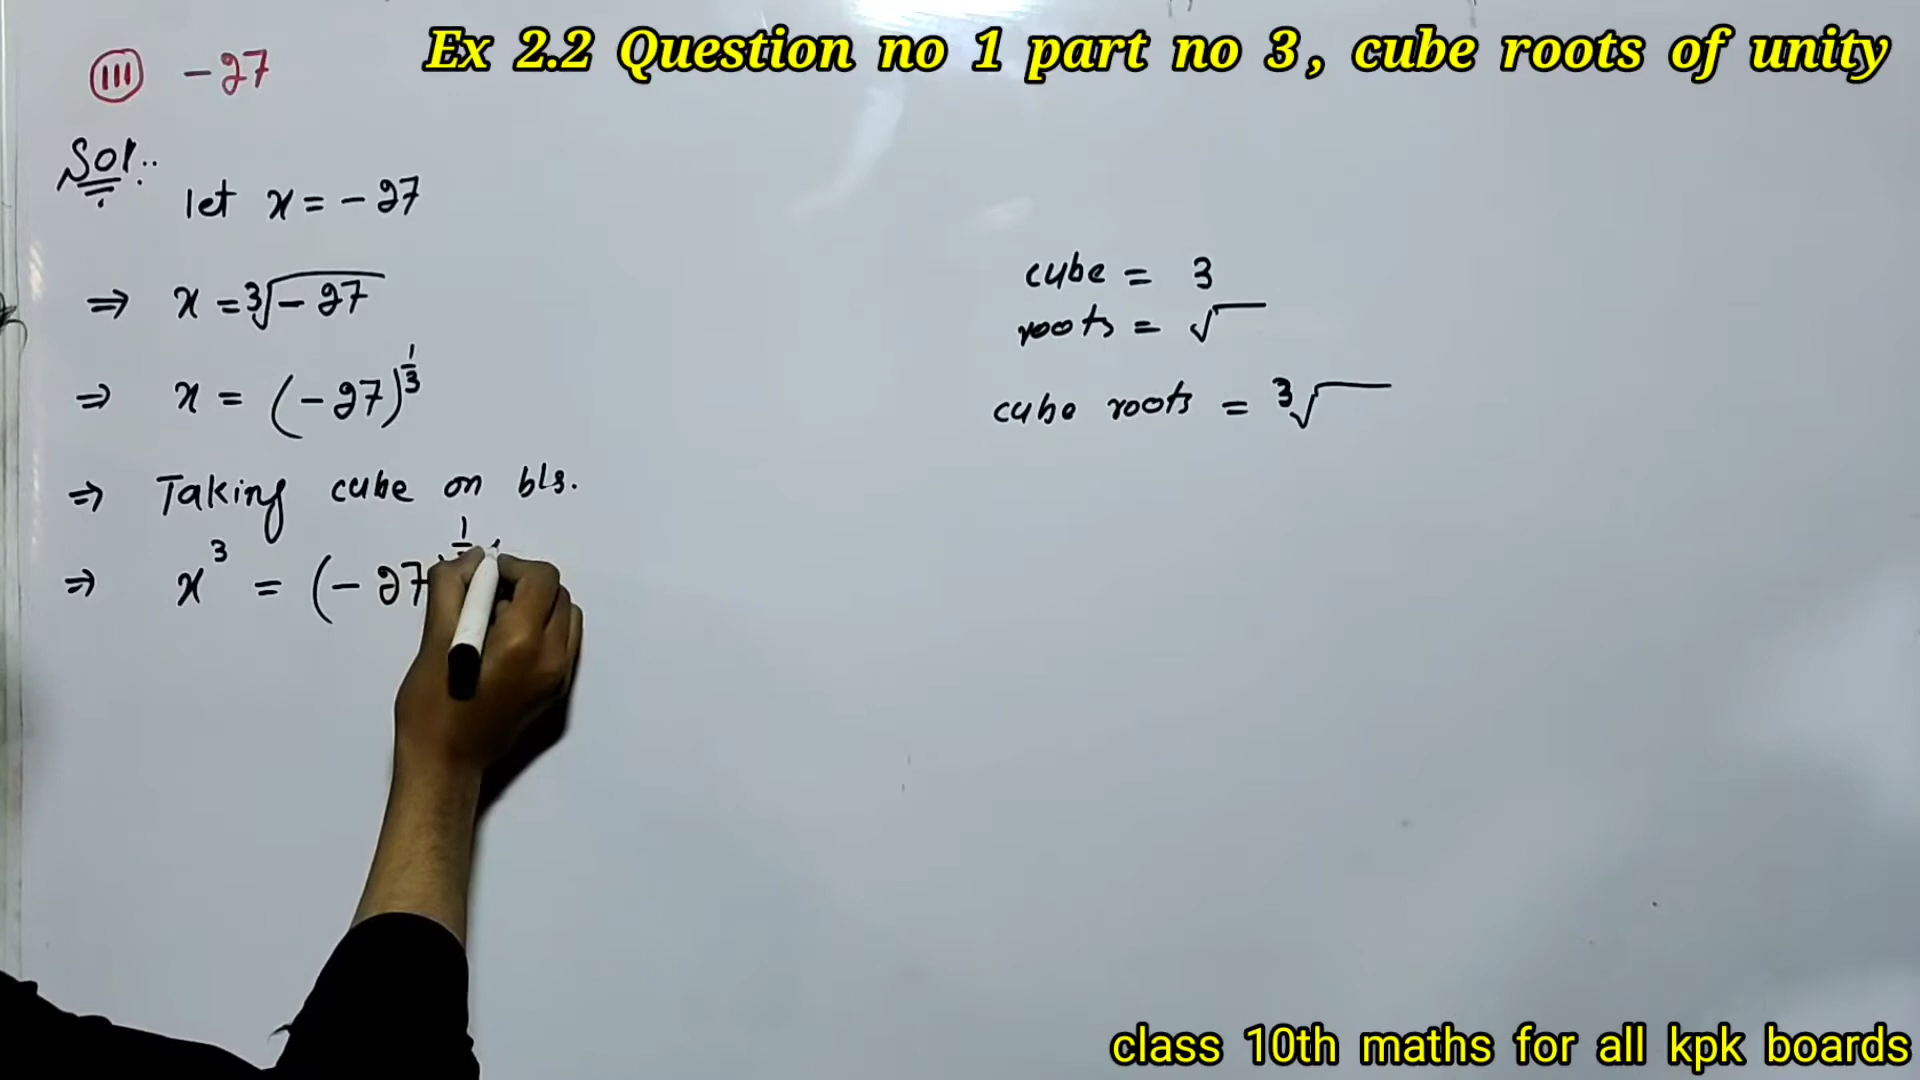 Ex 2.2 Question no 1 part no 3, cube roots of unity
III -27
Sol:
let x = -27
⇒ x = ∛-27
⇒ x = (-27)^1/3
⇒ Taking cube on b/s.
⇒ x³ = (-27
cube = 3
roots = √
cube roots = ∛
class 10th maths for all kpk boards